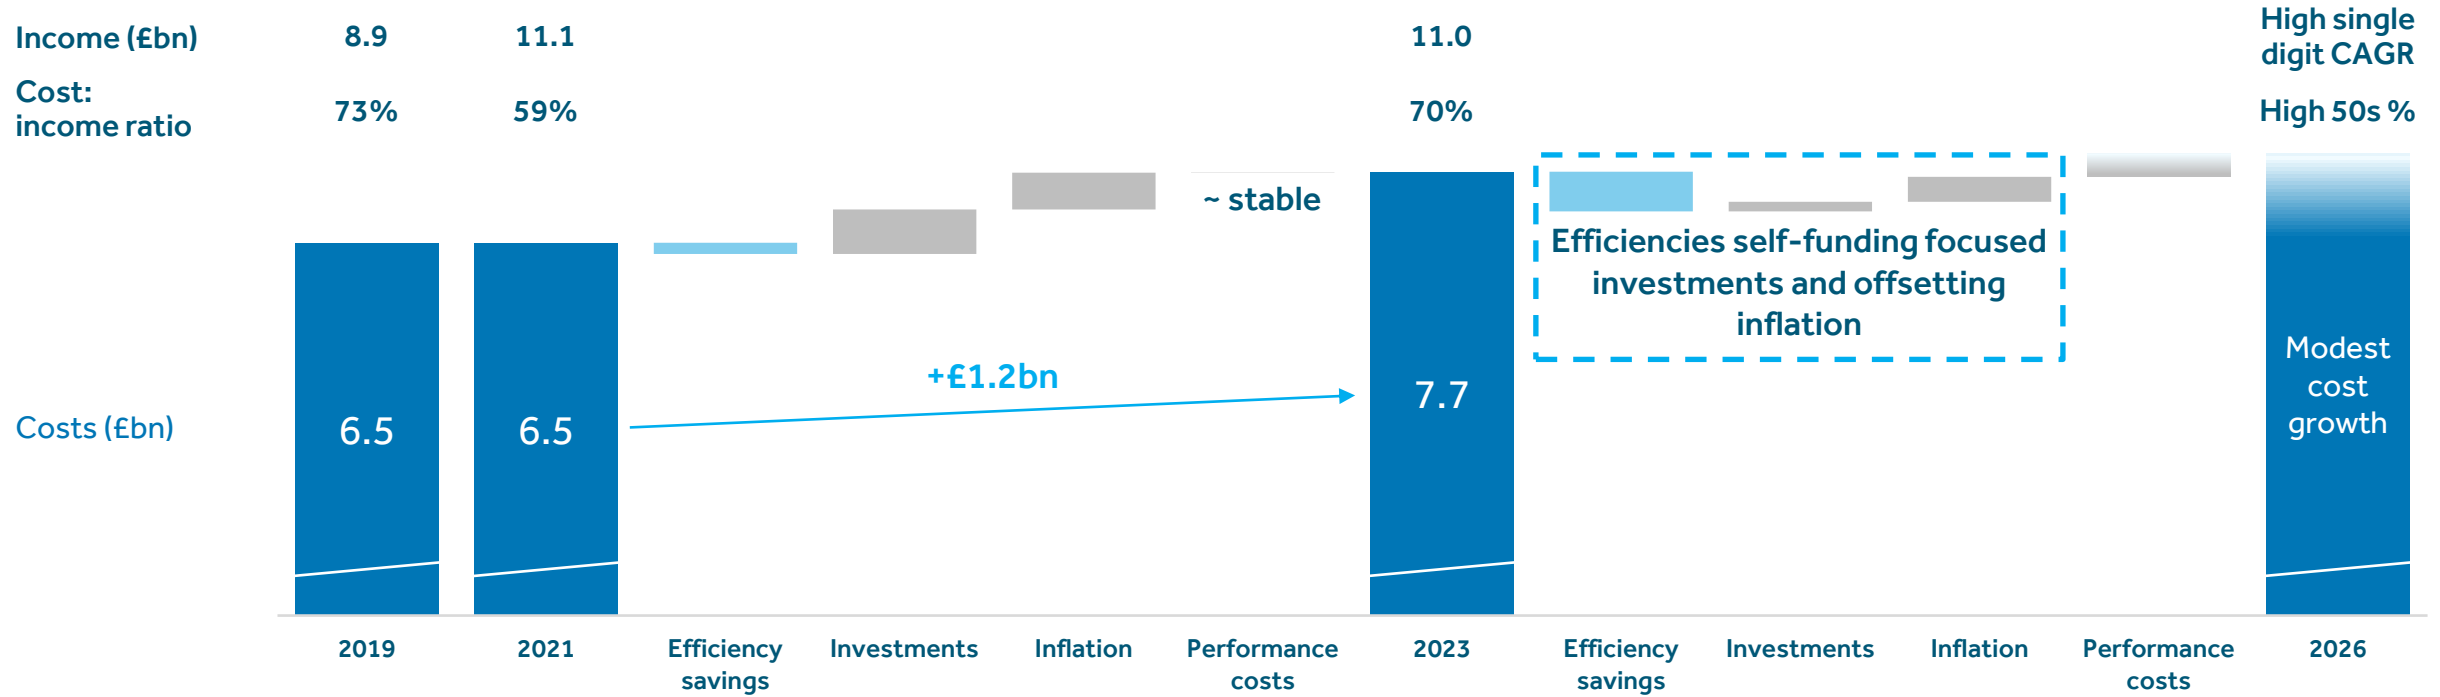 Income (£bn)
8.9
11.1
11.0
High single
digit CAGR
Cost:
income ratio
73%
59%
70%
High 50s %
~ stable
Efficiencies self-funding focused
investments and offsetting
inflation
+£1.2bn
Costs (£bn)
6.5
6.5
7.7
Modest
cost
growth
2019
2021
Efficiency
savings
Investments
Inflation
Performance
costs
2023
Efficiency
savings
Investments
Inflation
Performance
costs
2026